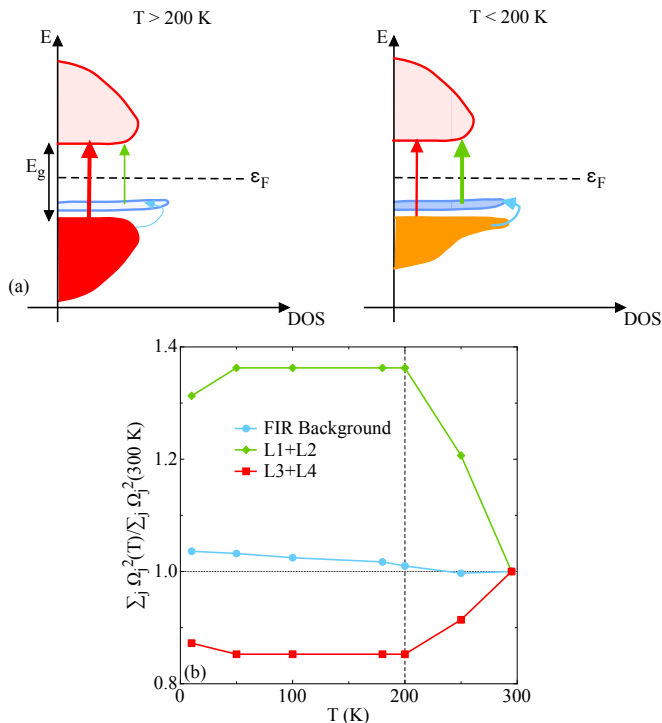 T > 200 K
T < 200 K
E
E
E_g
ε_F
ε_F
(a)
DOS
DOS
1.4
1.2
1.0
0.8
FIR Background
L1+L2
L3+L4
Σ_j Ω_j^2(T)/Σ_j Ω_j^2(300 K)
(b)
0
100
200
300
T (K)